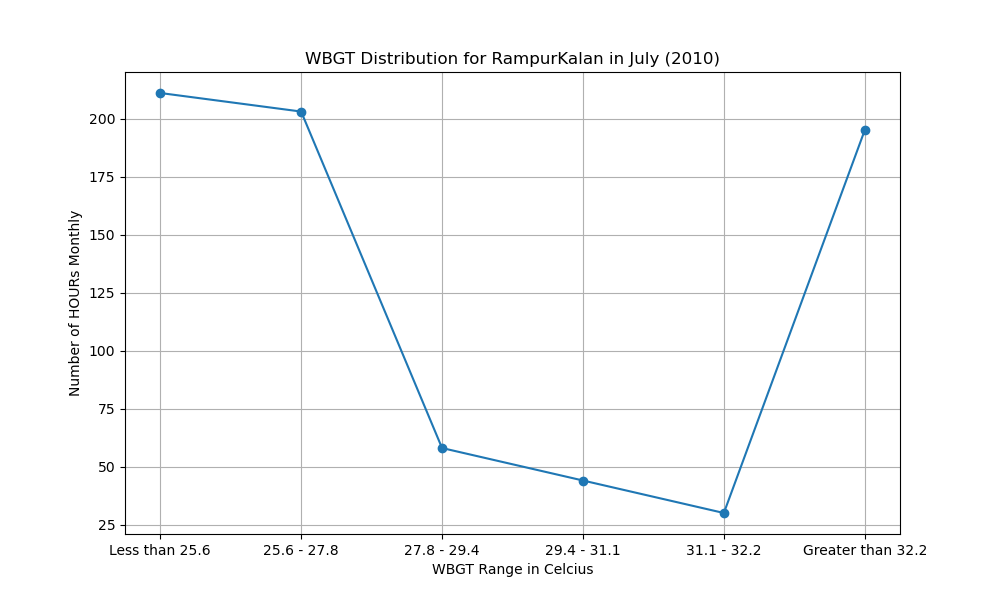 WBGT Distribution for RampurKalan in July (2010)
Number of HOURs Monthly
200
175
150
125
100
75
50
25
Less than 25.6
25.6 - 27.8
27.8 - 29.4
29.4 - 31.1
31.1 - 32.2
Greater than 32.2
WBGT Range in Celcius